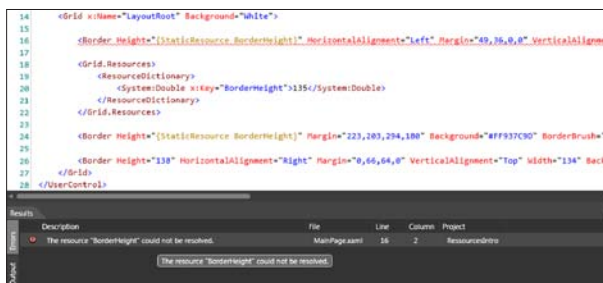 14 <Grid x:Name="LayoutRoot" Background="White">
15
16 <Border Height="{StaticResource BorderHeight}" HorizontalAlignment="Left" Margin="49,36,0,0" VerticalAlignme
17
18 <Grid.Resources>
19 <ResourceDictionary>
20 <System:Double x:Key="BorderHeight">135</System:Double>
21 </ResourceDictionary>
22 </Grid.Resources>
23
24 <Border Height="{StaticResource BorderHeight}" Margin="223,203,294,180" Background="#FF937C9D" BorderBrush=
25
26 <Border Height="138" HorizontalAlignment="Right" Margin="0,66,64,0" VerticalAlignment="Top" Width="134" Bac
27 </Grid>
28 </UserControl>
Results
Errors
Output
Description File Line Column Project
The resource "BorderHeight" could not be resolved. MainPage.xaml 16 2 RessourcesIntro
The resource "BorderHeight" could not be resolved.